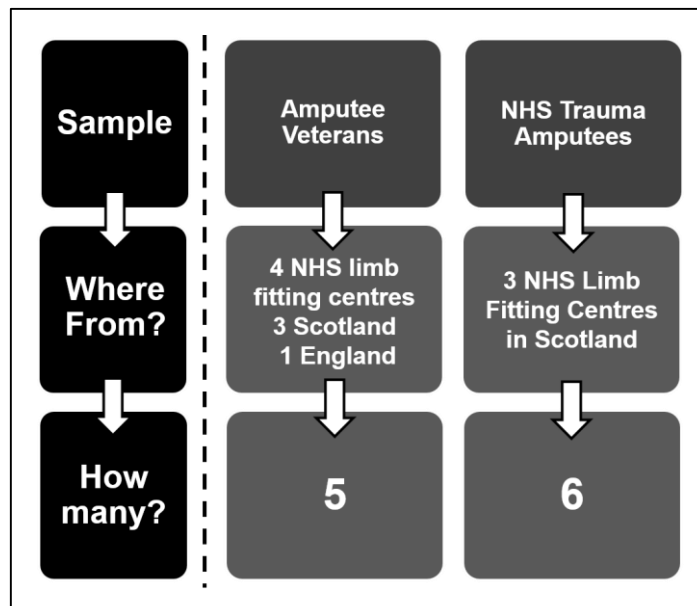 Sample
Amputee
Veterans
NHS Trauma
Amputees
Where
From?
4 NHS limb
fitting centres
3 Scotland
1 England
3 NHS Limb
Fitting Centres
in Scotland
How
many?
5
6